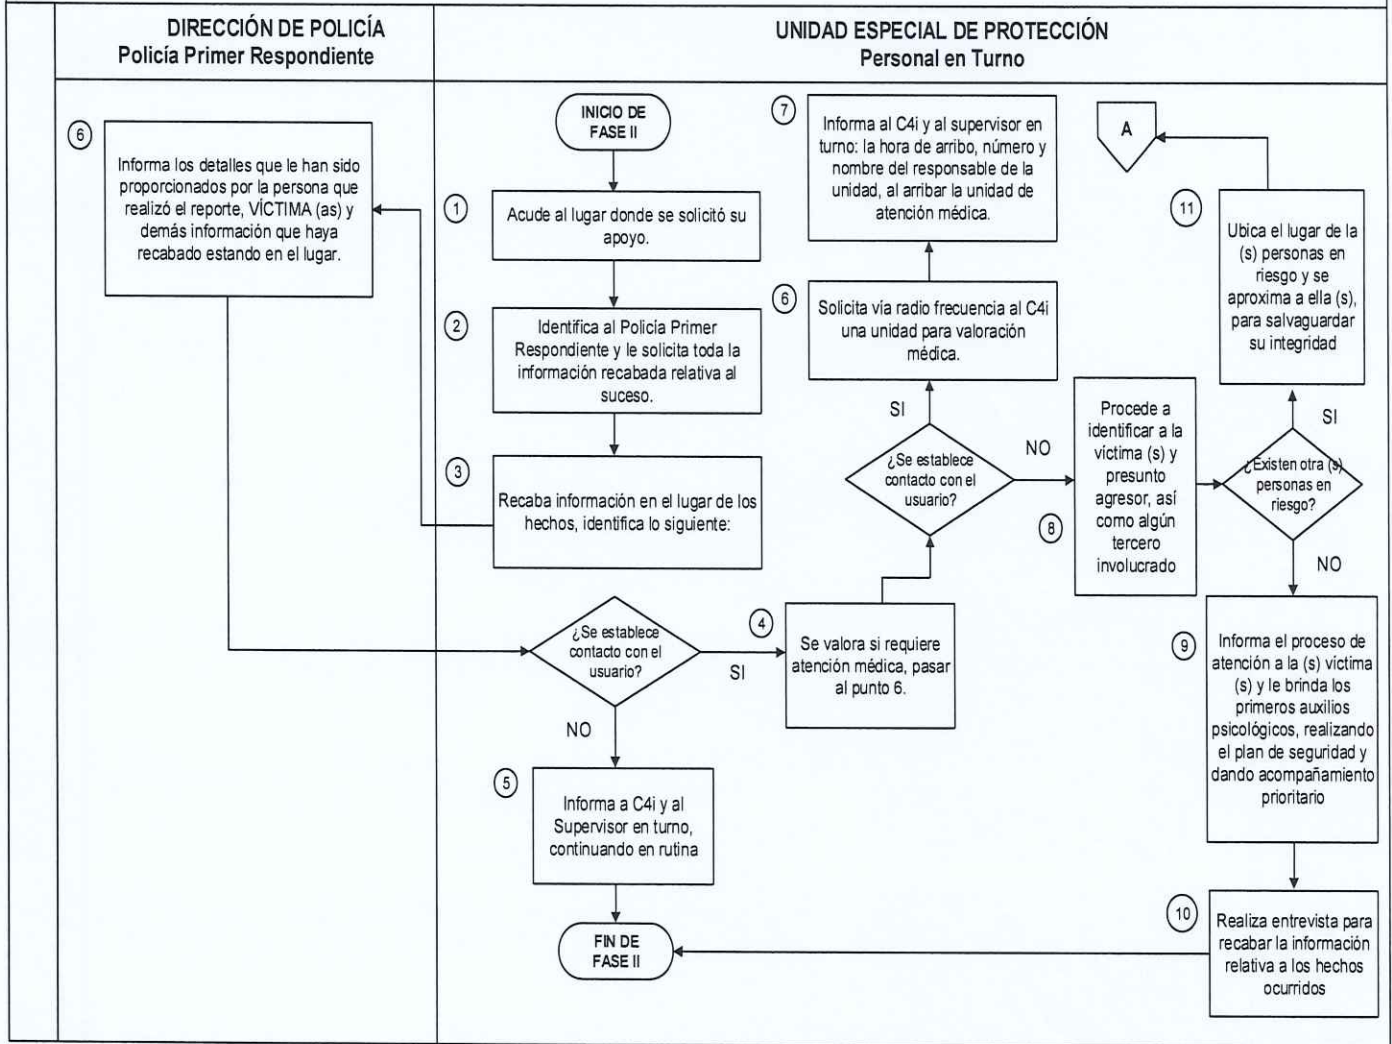 DIRECCIÓN DE POLICÍA
Policía Primer Respondiente
UNIDAD ESPECIAL DE PROTECCIÓN
Personal en Turno
6
Informa los detalles que le han sido
proporcionados por la persona que
realizó el reporte, VÍCTIMA (as) y
demás información que haya
recabado estando en el lugar.
INICIO DE
FASE II
1
Acude al lugar donde se solicitó su
apoyo.
2
Identifica al Policía Primer
Respondiente y le solicita toda la
información recabada relativa al
suceso.
3
Recaba información en el lugar de los
hechos, identifica lo siguiente:
¿Se establece
contacto con el
usuario?
SI
NO
4
Se valora si requiere
atención médica, pasar
al punto 6.
5
Informa a C4i y al
Supervisor en turno,
continuando en rutina
FIN DE
FASE II
7
Informa al C4i y al supervisor en
turno: la hora de arribo, número y
nombre del responsable de la
unidad, al arribar la unidad de
atención médica.
6
Solicita vía radio frecuencia al C4i
una unidad para valoración
médica.
SI
¿Se establece
contacto con el
usuario?
NO
8
Procede a
identificar a la
víctima (s) y
presunto
agresor, así
como algún
tercero
involucrado
A
11
Ubica el lugar de la
(s) personas en
riesgo y se
aproxima a ella (s),
para salvaguardar
su integridad
SI
¿Existen otra (s)
personas en
riesgo?
NO
9
Informa el proceso de
atención a la (s) víctima
(s) y le brinda los
primeros auxilios
psicológicos, realizando
el plan de seguridad y
dando acompañamiento
prioritario
10
Realiza entrevista para
recabar la información
relativa a los hechos
ocurridos